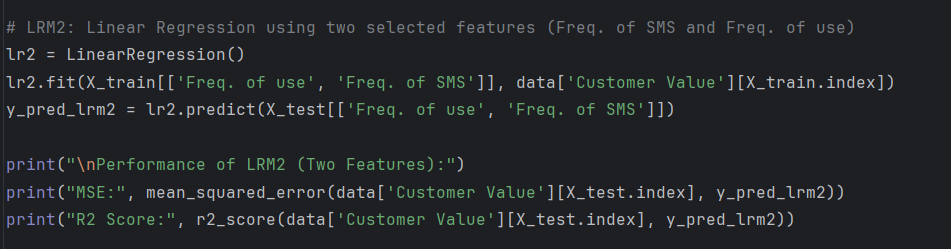 # LRM2: Linear Regression using two selected features (Freq. of SMS and Freq. of use)
lr2 = LinearRegression()
lr2.fit(X_train[['Freq. of use', 'Freq. of SMS']], data['Customer Value'][X_train.index])
y_pred_lrm2 = lr2.predict(X_test[['Freq. of use', 'Freq. of SMS']])
print("\nPerformance of LRM2 (Two Features):")
print("MSE:", mean_squared_error(data['Customer Value'][X_test.index], y_pred_lrm2))
print("R2 Score:", r2_score(data['Customer Value'][X_test.index], y_pred_lrm2))